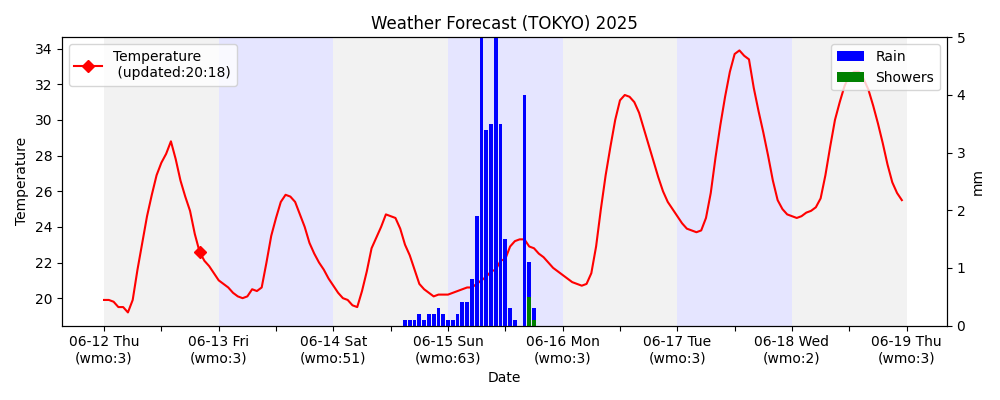 Weather Forecast (TOKYO) 2025
Temperature
(updated:20:18)
Rain
Showers
34
32
30
28
26
24
22
20
Temperature
5
4
3
2
1
0
mm
06-12 Thu
(wmo:3)
06-13 Fri
(wmo:3)
06-14 Sat
(wmo:51)
06-15 Sun
(wmo:63)
06-16 Mon
(wmo:3)
06-17 Tue
(wmo:3)
06-18 Wed
(wmo:2)
06-19 Thu
(wmo:3)
Date